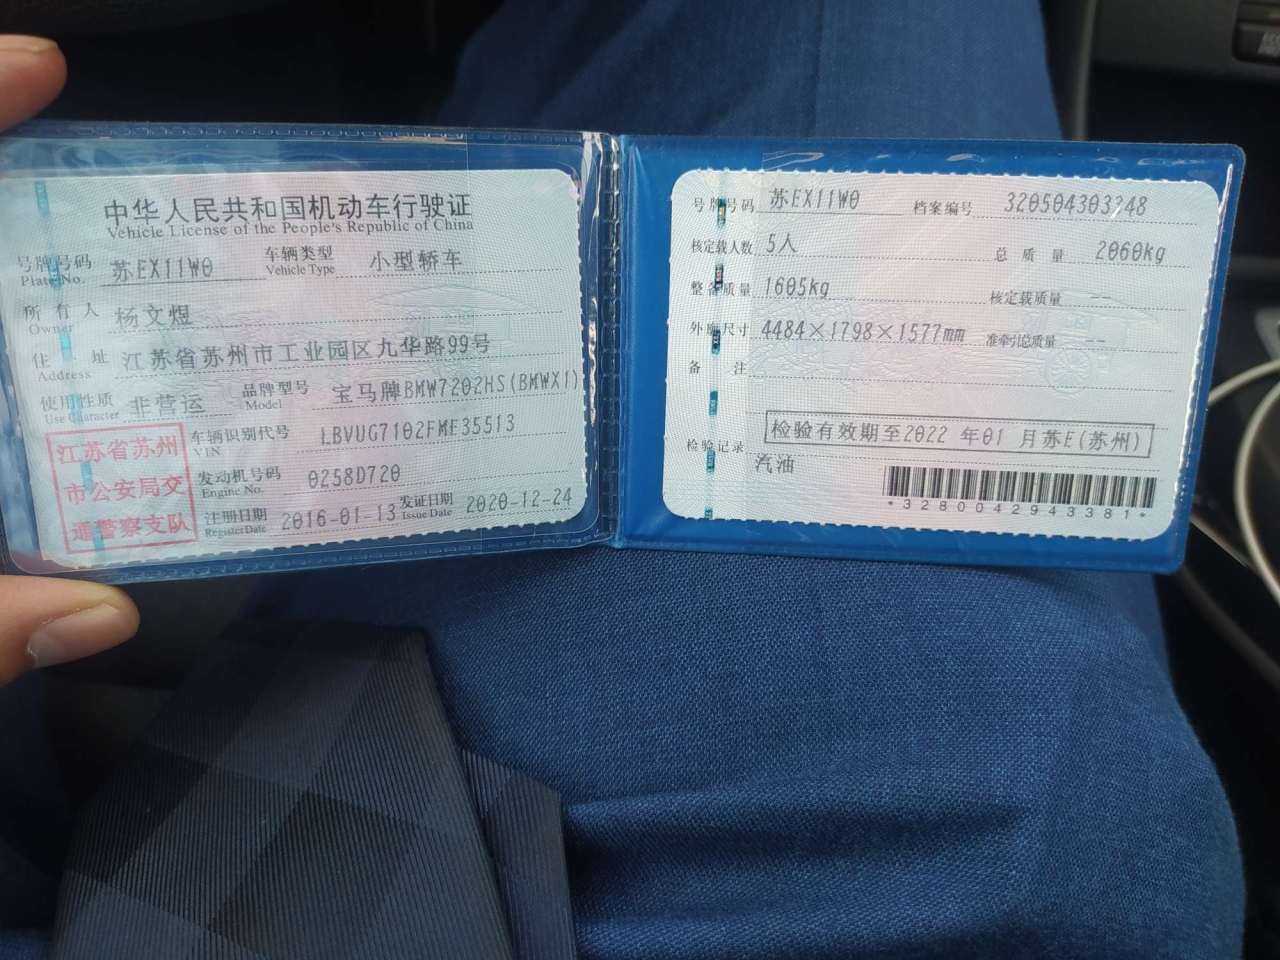 中华人民共和国机动车行驶证
Vehicle License of the People's Republic of China
号牌号码 苏EX11W0 车辆类型 小型轿车
Plate No. Vehicle Type
所有人 杨文煜
Owner
住址 江苏省苏州市工业园区九华路99号
Address
使用性质 非营运 品牌型号 宝马牌BMW7202HS(BMWX1)
Use Character Model
江苏省苏州
市公安局交
通警察支队
车辆识别代号 LBVUG7102FME35513
VIN
发动机号码 0258D720
Engine No.
注册日期 2016-01-13 发证日期 2020-12-24
Register Date Issue Date
号牌号码 苏EX11W0 档案编号 320504303248
核定载人数 5人 总质量 2060kg
整备质量 1605kg 核定载质量 --
外廓尺寸 4484×1798×1577mm 准牵引总质量 --
备注
检验记录 检验有效期至2022 年01 月苏E(苏州)
汽油
*3280042943381*